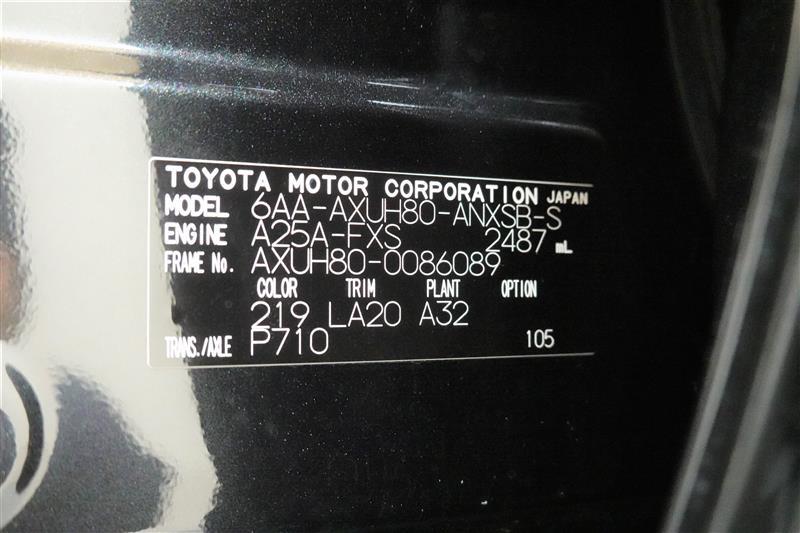 TOYOTA MOTOR CORPORATION JAPAN
MODEL 6AA-AXUH80-ANXSB-S
ENGINE A25A-FXS 2487 mL
FRAME No. AXUH80-0086089
COLOR TRIM PLANT OPTION
219 LA20 A32
TRANS./AXLE P710 105